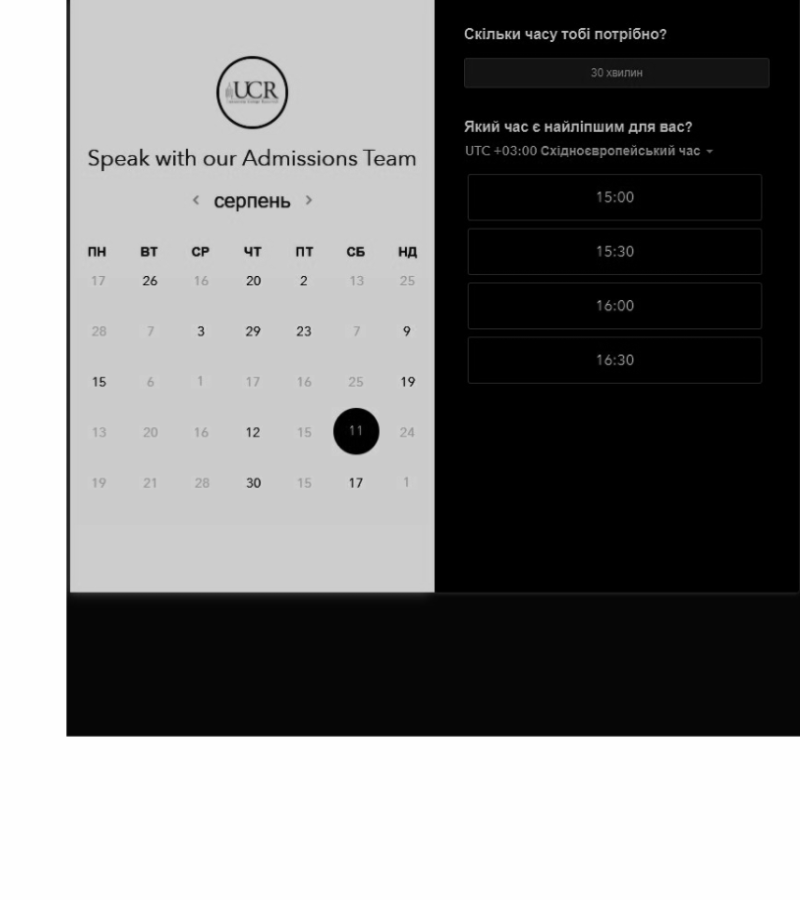 UCR
Speak with our Admissions Team
< серпень >
ПН ВТ СР ЧТ ПТ СБ НД
17 26 16 20 2 13 25
28 7 3 29 23 7 9
15 6 1 17 16 25 19
13 20 16 12 15 11 24
19 21 28 30 15 17 1
Скільки часу тобі потрібно?
30 хвилин
Який час є найліпшим для вас?
UTC +03:00 Східноєвропейський час
15:00
15:30
16:00
16:30